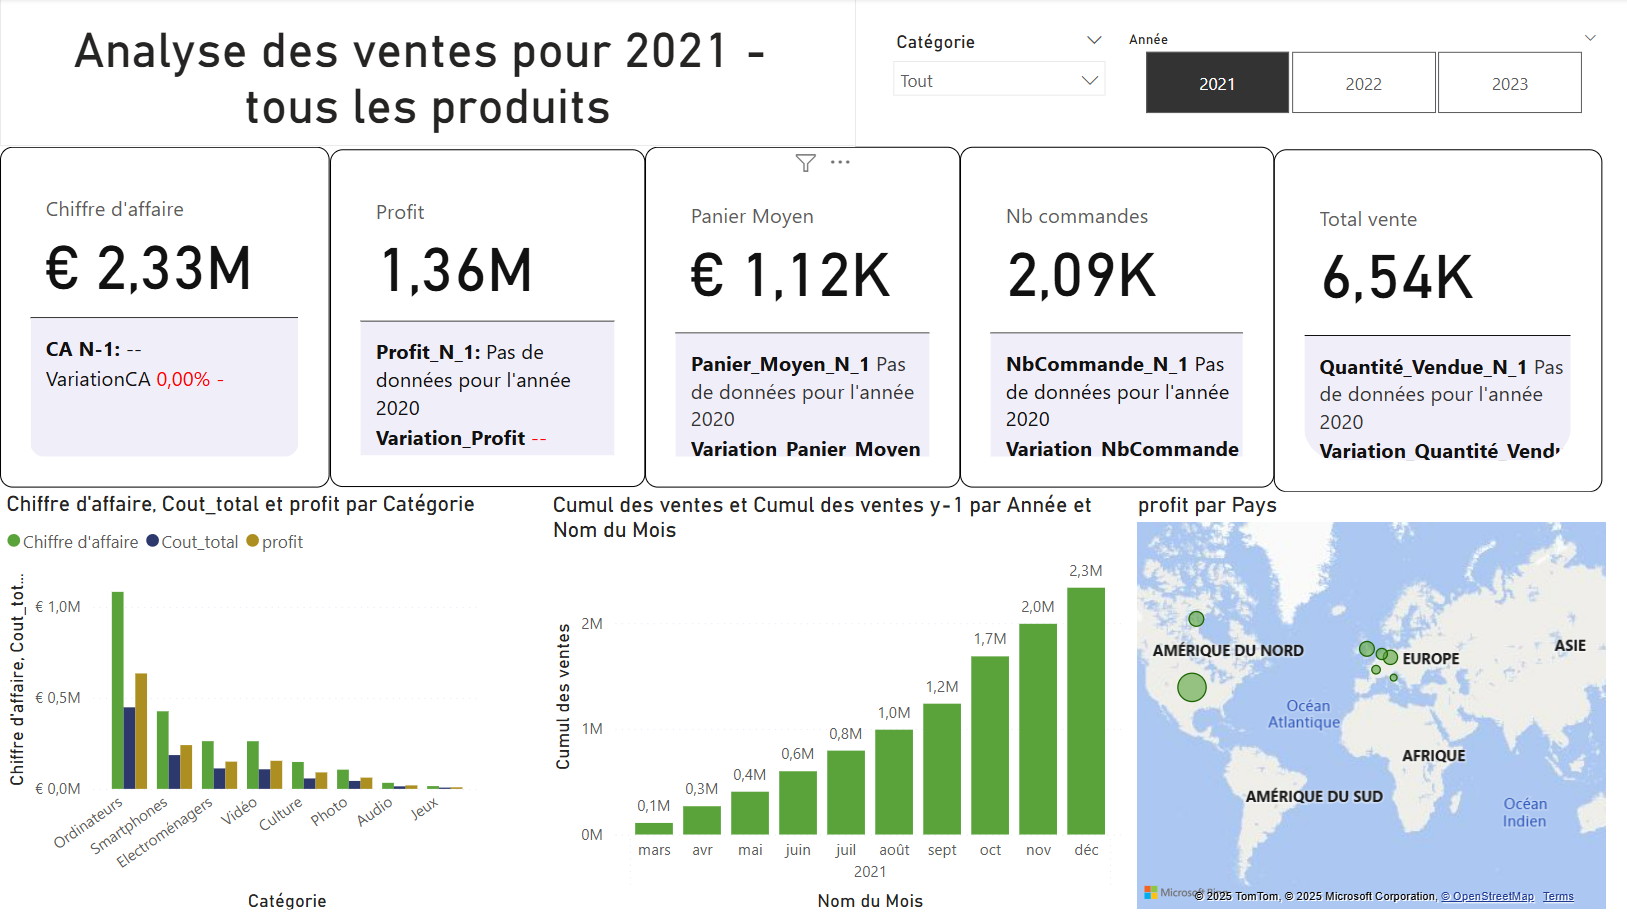 Analyse des ventes pour 2021 -
tous les produits
Catégorie
Tout
Année
2021
2022
2023
Chiffre d'affaire
€ 2,33M
CA N-1: --
VariationCA 0,00% -
Profit
1,36M
Profit_N_1: Pas de
données pour l'année
2020
Variation_Profit --
Panier Moyen
€ 1,12K
Panier_Moyen_N_1 Pas
de données pour l'année
2020
Variation_Panier_Moyen
Nb commandes
2,09K
NbCommande_N_1 Pas
de données pour l'année
2020
Variation_NbCommande
Total vente
6,54K
Quantité_Vendue_N_1 Pas
de données pour l'année
2020
Variation_Quantité_Vend
Chiffre d'affaire, Cout_total et profit par Catégorie
Chiffre d'affaire
Cout_total
profit
Chiffre d'affaire, Cout_tot...
€ 1,0M
€ 0,5M
€ 0,0M
Ordinateurs
Smartphones
Electroménagers
Vidéo
Culture
Photo
Audio
Jeux
Catégorie
Cumul des ventes et Cumul des ventes y-1 par Année et
Nom du Mois
Cumul des ventes
2M
1M
0M
0,1M
0,3M
0,4M
0,6M
0,8M
1,0M
1,2M
1,7M
2,0M
2,3M
mars
avr
mai
juin
juil
août
sept
oct
nov
déc
2021
Nom du Mois
profit par Pays
AMÉRIQUE DU NORD
EUROPE
ASIE
Océan
Atlantique
AFRIQUE
AMÉRIQUE DU SUD
Océan
Indien
Microsoft Bing
© 2025 TomTom, © 2025 Microsoft Corporation, © OpenStreetMap Terms